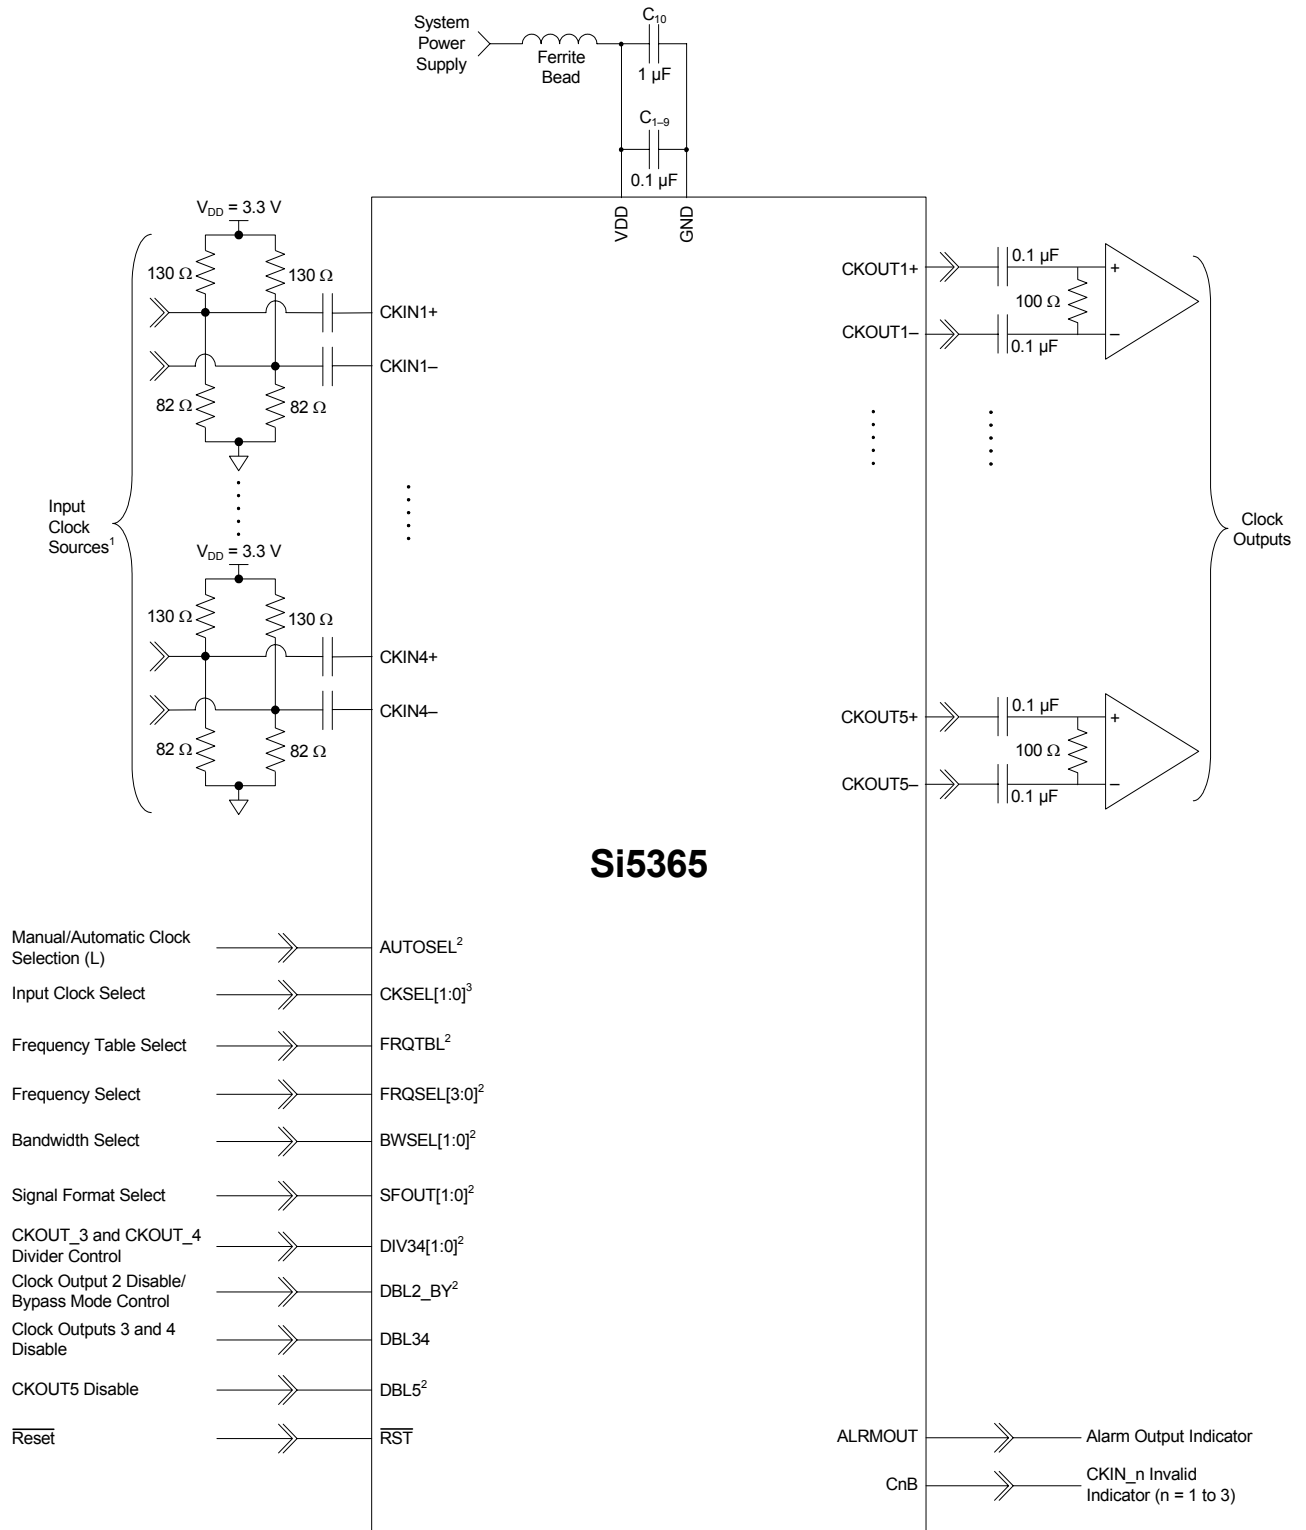 System
Power
Supply
Ferrite
Bead
C10
1 µF
C1–9
0.1 µF
VDD
GND
VDD = 3.3 V
130 Ω
130 Ω
CKIN1+
CKIN1–
82 Ω
82 Ω
Input
Clock
Sources1
VDD = 3.3 V
130 Ω
130 Ω
CKIN4+
CKIN4–
82 Ω
82 Ω
CKOUT1+
0.1 µF
+
100 Ω
CKOUT1–
–
0.1 µF
Clock
Outputs
CKOUT5+
0.1 µF
+
100 Ω
CKOUT5–
–
0.1 µF
Si5365
Manual/Automatic Clock
Selection (L)
AUTOSEL2
Input Clock Select
CKSEL[1:0]3
Frequency Table Select
FRQTBL2
Frequency Select
FRQSEL[3:0]2
Bandwidth Select
BWSEL[1:0]2
Signal Format Select
SFOUT[1:0]2
CKOUT_3 and CKOUT_4
Divider Control
DIV34[1:0]2
Clock Output 2 Disable/
Bypass Mode Control
DBL2_BY2
Clock Outputs 3 and 4
Disable
DBL34
CKOUT5 Disable
DBL52
Reset
RST
ALRMOUT
Alarm Output Indicator
CnB
CKIN_n Invalid
Indicator (n = 1 to 3)